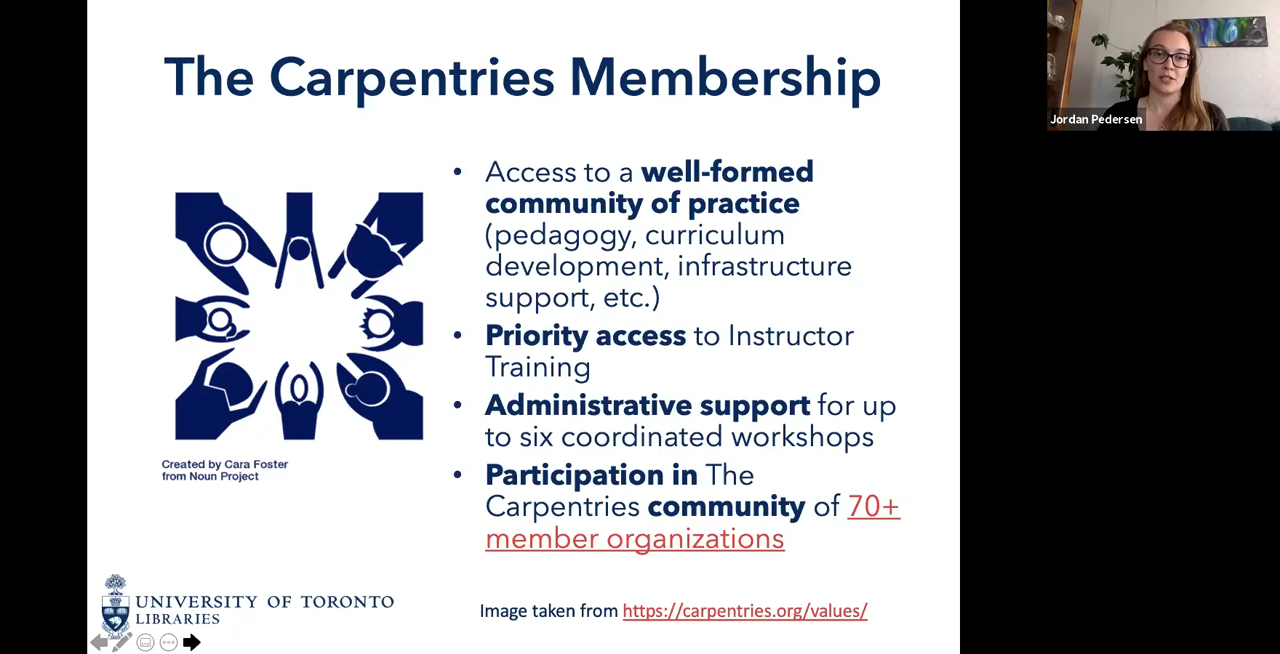 The Carpentries Membership
Jordan Pedersen
• Access to a well-formed
community of practice
(pedagogy, curriculum
development, infrastructure
support, etc.)
• Priority access to Instructor
Training
• Administrative support for up
to six coordinated workshops
• Participation in The
Carpentries community of 70+
member organizations
Created by Cara Foster
from Noun Project
UNIVERSITY OF TORONTO
LIBRARIES
Image taken from https://carpentries.org/values/